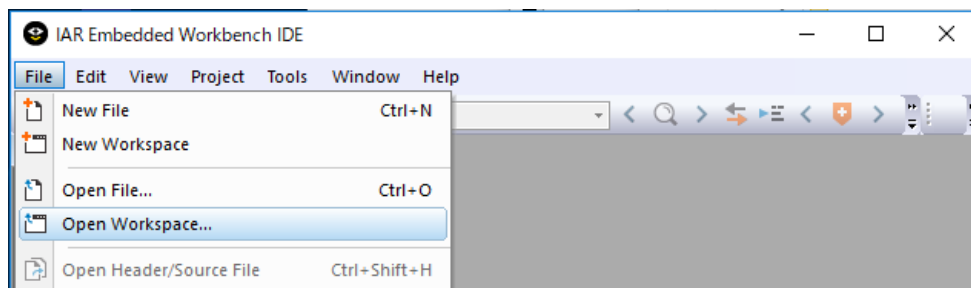 IAR Embedded Workbench IDE
File Edit View Project Tools Window Help
New File Ctrl+N
New Workspace
Open File... Ctrl+O
Open Workspace...
Open Header/Source File Ctrl+Shift+H